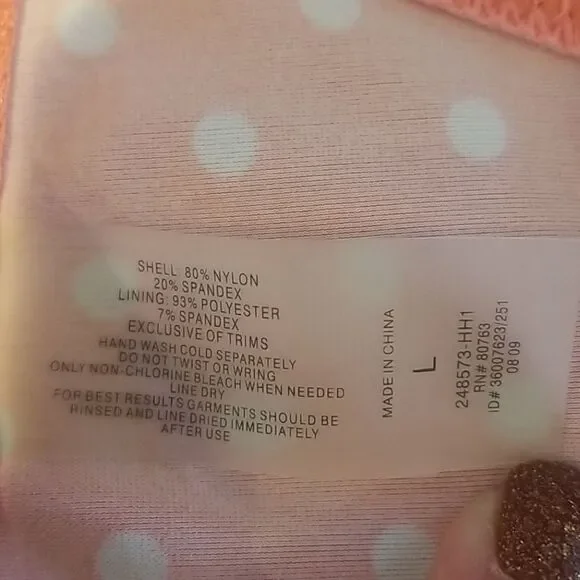 SHELL: 80% NYLON
20% SPANDEX
LINING: 93% POLYESTER
7% SPANDEX
EXCLUSIVE OF TRIMS
HAND WASH COLD SEPARATELY
DO NOT TWIST OR WRING
ONLY NON-CHLORINE BLEACH WHEN NEEDED
LINE DRY
FOR BEST RESULTS GARMENTS SHOULD BE
RINSED AND LINE DRIED IMMEDIATELY
AFTER USE
MADE IN CHINA
L
248573-HH1
RN# 80763
ID# 36007623/251
08 09